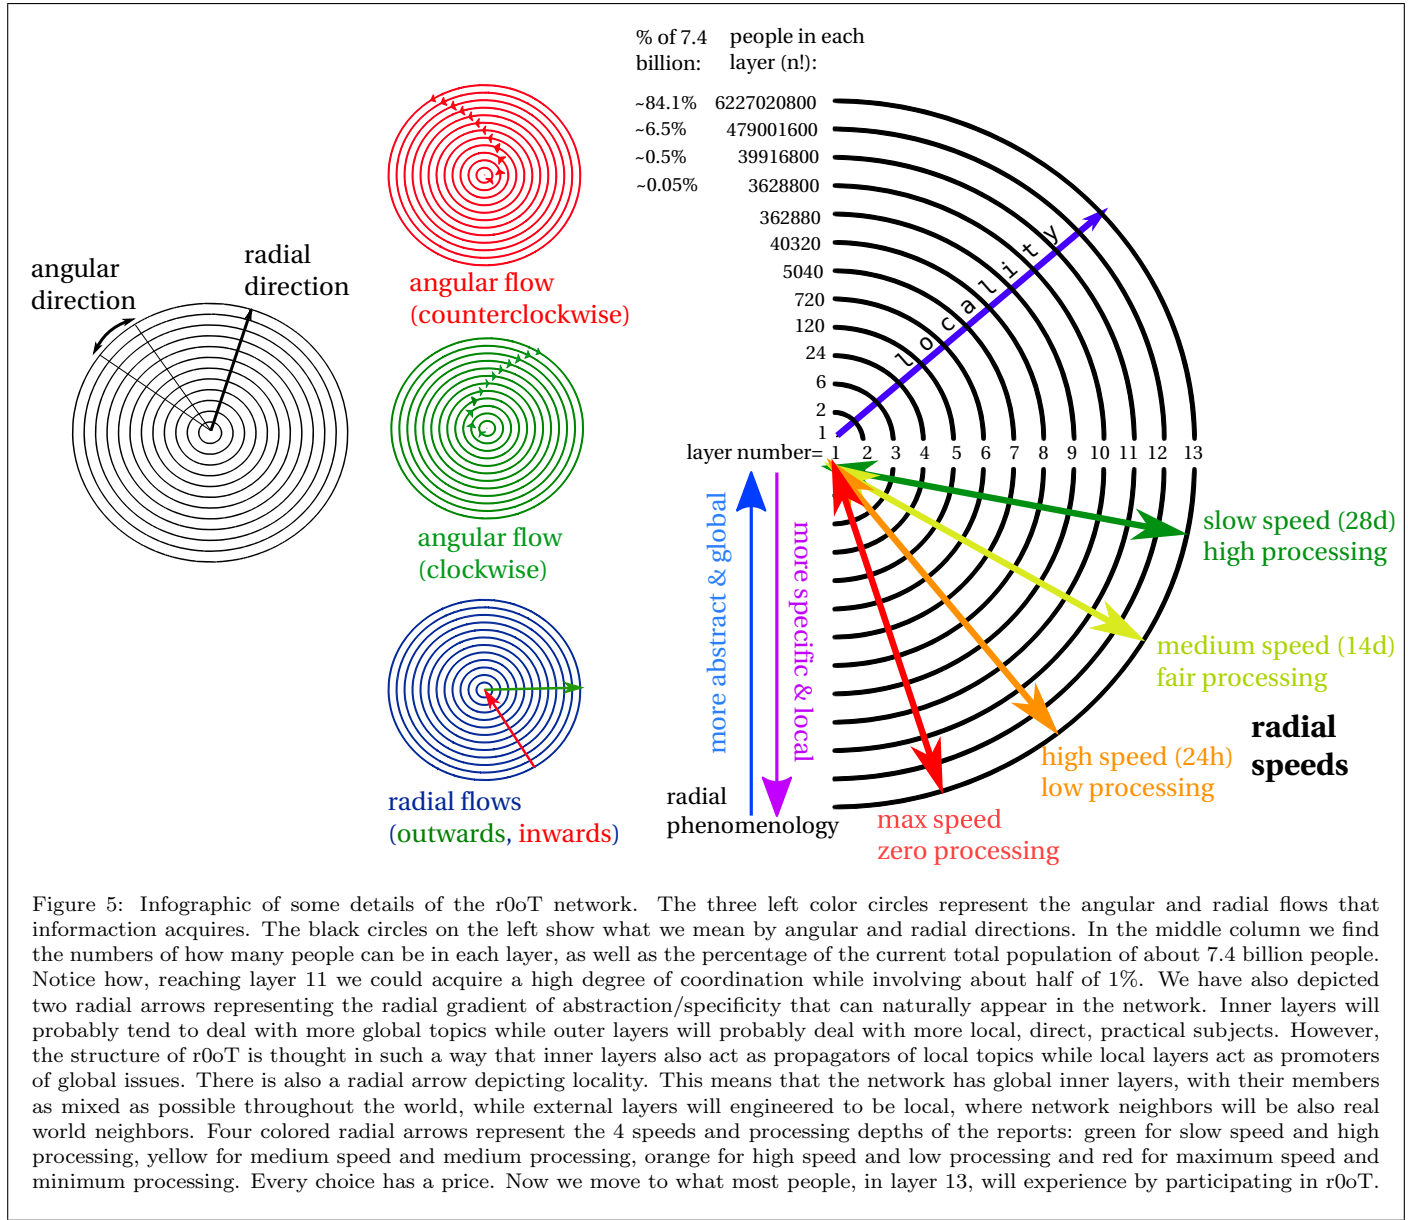 % of 7.4
billion:
people in each
layer (n!):
~84.1% 6227020800
~6.5% 479001600
~0.5% 39916800
~0.05% 3628800
362880
40320
5040
720
120
24
6
2
1
locality
layer number= 1 2 3 4 5 6 7 8 9 10 11 12 13
angular
direction
radial
direction
angular flow
(counterclockwise)
angular flow
(clockwise)
radial flows
(outwards, inwards)
more abstract & global
more specific & local
radial
phenomenology
slow speed (28d)
high processing
medium speed (14d)
fair processing
high speed (24h)
low processing
max speed
zero processing
radial
speeds
Figure 5: Infographic of some details of the r0oT network. The three left color circles represent the angular and radial flows that
informaction acquires. The black circles on the left show what we mean by angular and radial directions. In the middle column we find
the numbers of how many people can be in each layer, as well as the percentage of the current total population of about 7.4 billion people.
Notice how, reaching layer 11 we could acquire a high degree of coordination while involving about half of 1%. We have also depicted
two radial arrows representing the radial gradient of abstraction/specificity that can naturally appear in the network. Inner layers will
probably tend to deal with more global topics while outer layers will probably deal with more local, direct, practical subjects. However,
the structure of r0oT is thought in such a way that inner layers also act as propagators of local topics while local layers act as promoters
of global issues. There is also a radial arrow depicting locality. This means that the network has global inner layers, with their members
as mixed as possible throughout the world, while external layers will engineered to be local, where network neighbors will be also real
world neighbors. Four colored radial arrows represent the 4 speeds and processing depths of the reports: green for slow speed and high
processing, yellow for medium speed and medium processing, orange for high speed and low processing and red for maximum speed and
minimum processing. Every choice has a price. Now we move to what most people, in layer 13, will experience by participating in r0oT.